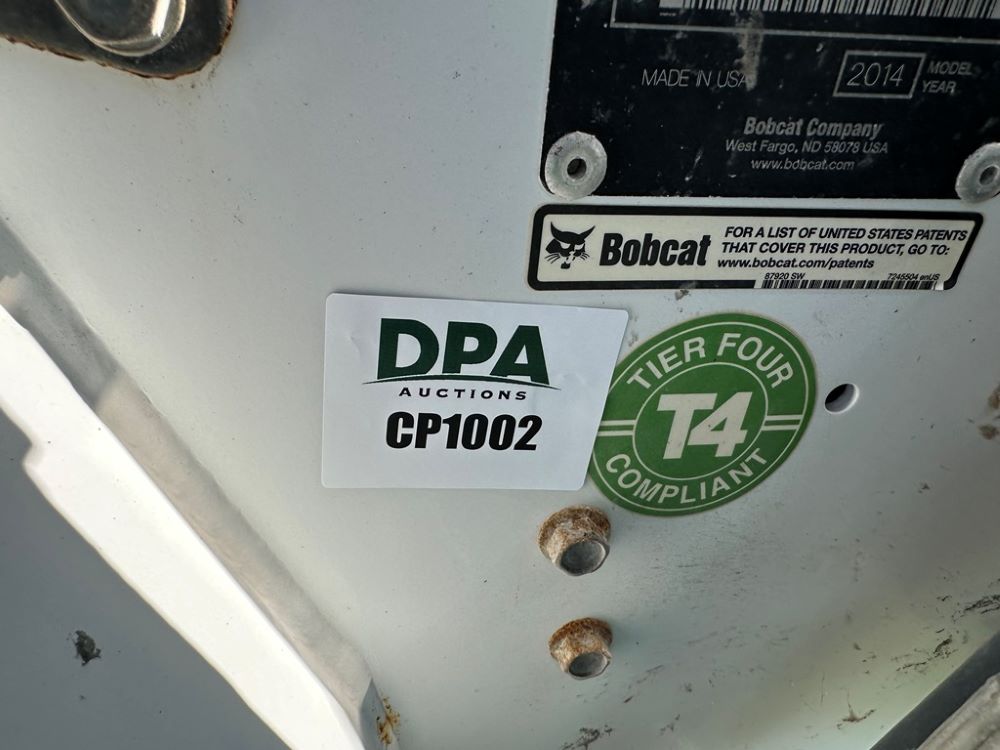 MADE IN USA
2014
MODEL
YEAR
Bobcat Company
West Fargo, ND 58078 USA
www.bobcat.com
Bobcat
FOR A LIST OF UNITED STATES PATENTS
THAT COVER THIS PRODUCT, GO TO:
www.bobcat.com/patents
87920 SW
7245504 enUS
DPA
AUCTIONS
CP1002
TIER FOUR
T4
COMPLIANT